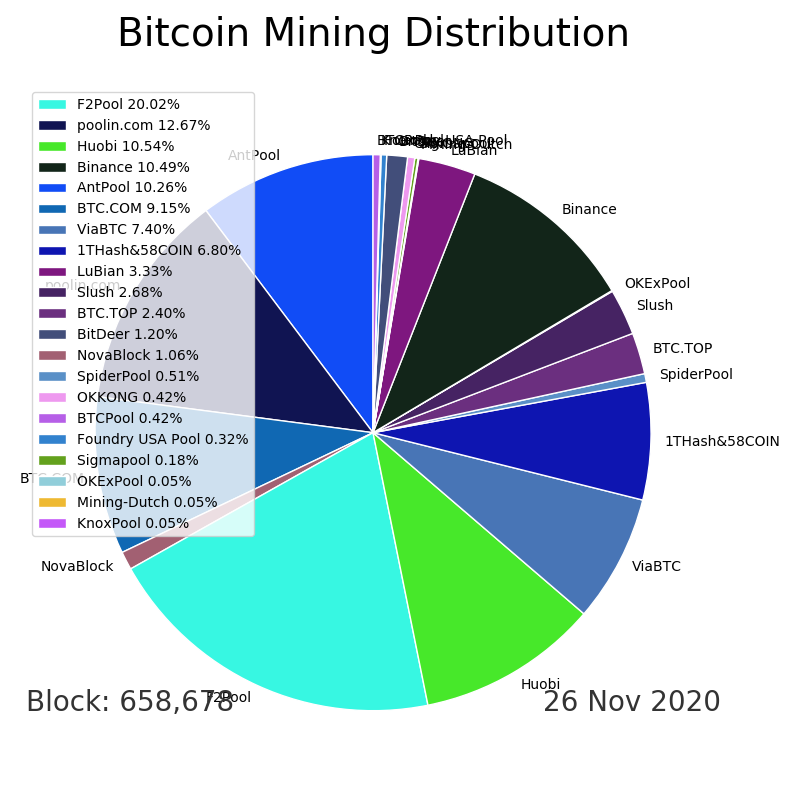 Bitcoin Mining Distribution
F2Pool 20.02%
poolin.com 12.67%
Huobi 10.54%
Binance 10.49%
AntPool 10.26%
BTC.COM 9.15%
ViaBTC 7.40%
1THash&58COIN 6.80%
LuBian 3.33%
Slush 2.68%
BTC.TOP 2.40%
BitDeer 1.20%
NovaBlock 1.06%
SpiderPool 0.51%
OKKONG 0.42%
BTCPool 0.42%
Foundry USA Pool 0.32%
Sigmapool 0.18%
OKExPool 0.05%
Mining-Dutch 0.05%
KnoxPool 0.05%
AntPool
poolin.com
BTC.COM
NovaBlock
F2Pool
Huobi
ViaBTC
1THash&58COIN
SpiderPool
BTC.TOP
Slush
OKExPool
Binance
LuBian
Block: 658,678
26 Nov 2020